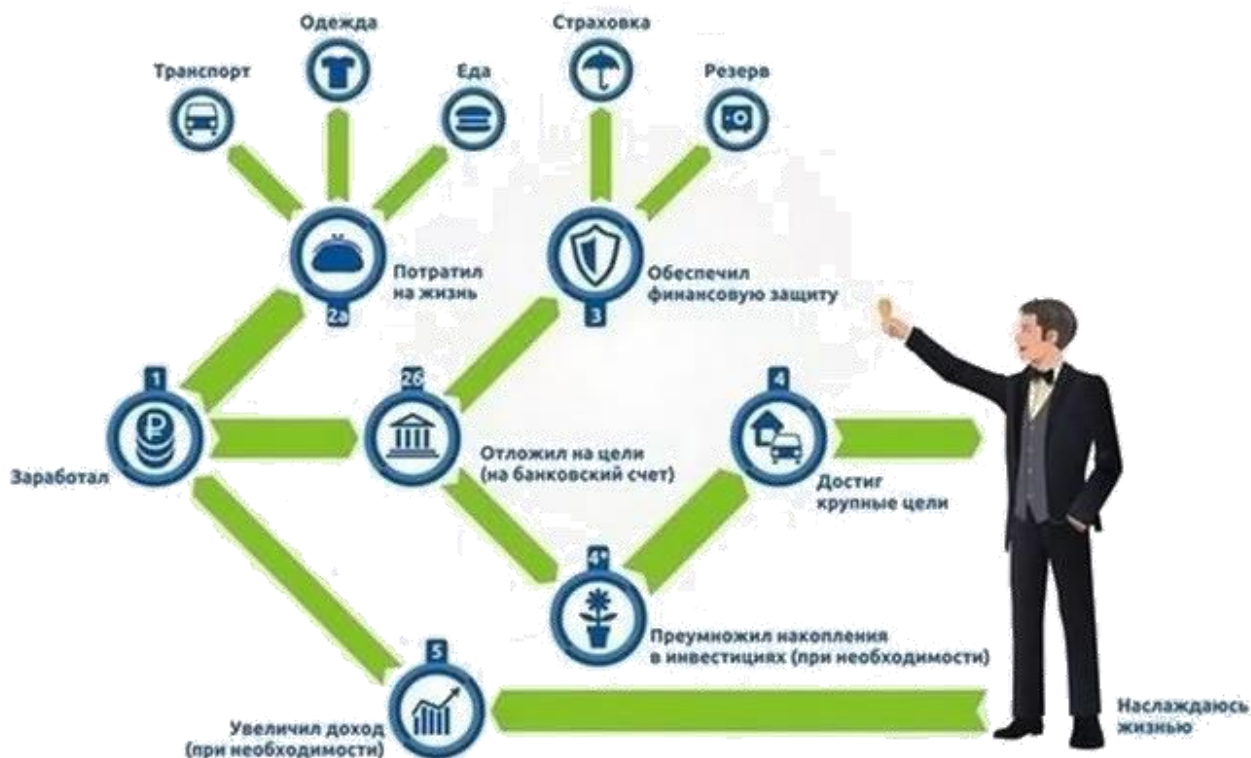 Одежда
Страховка
Транспорт
Еда
Резерв
Потратил
на жизнь
2а
Обеспечил
финансовую защиту
3
1
2б
4
₽
Заработал
Отложил на цели
(на банковский счет)
Достиг
крупные цели
4*
Преумножил накопления
в инвестициях (при необходимости)
5
Увеличил доход
(при необходимости)
Наслаждаюсь
жизнью